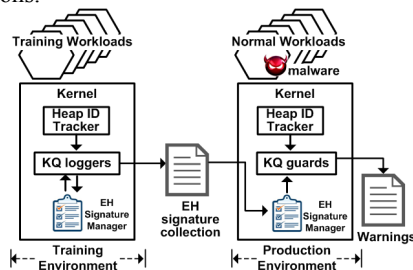 Training Workloads
Normal Workloads
malware
Kernel
Heap ID
Tracker
KQ loggers
EH
Signature
Manager
Training
Environment
EH
signature
collection
Kernel
Heap ID
Tracker
KQ guards
EH
Signature
Manager
Production
Environment
Warnings